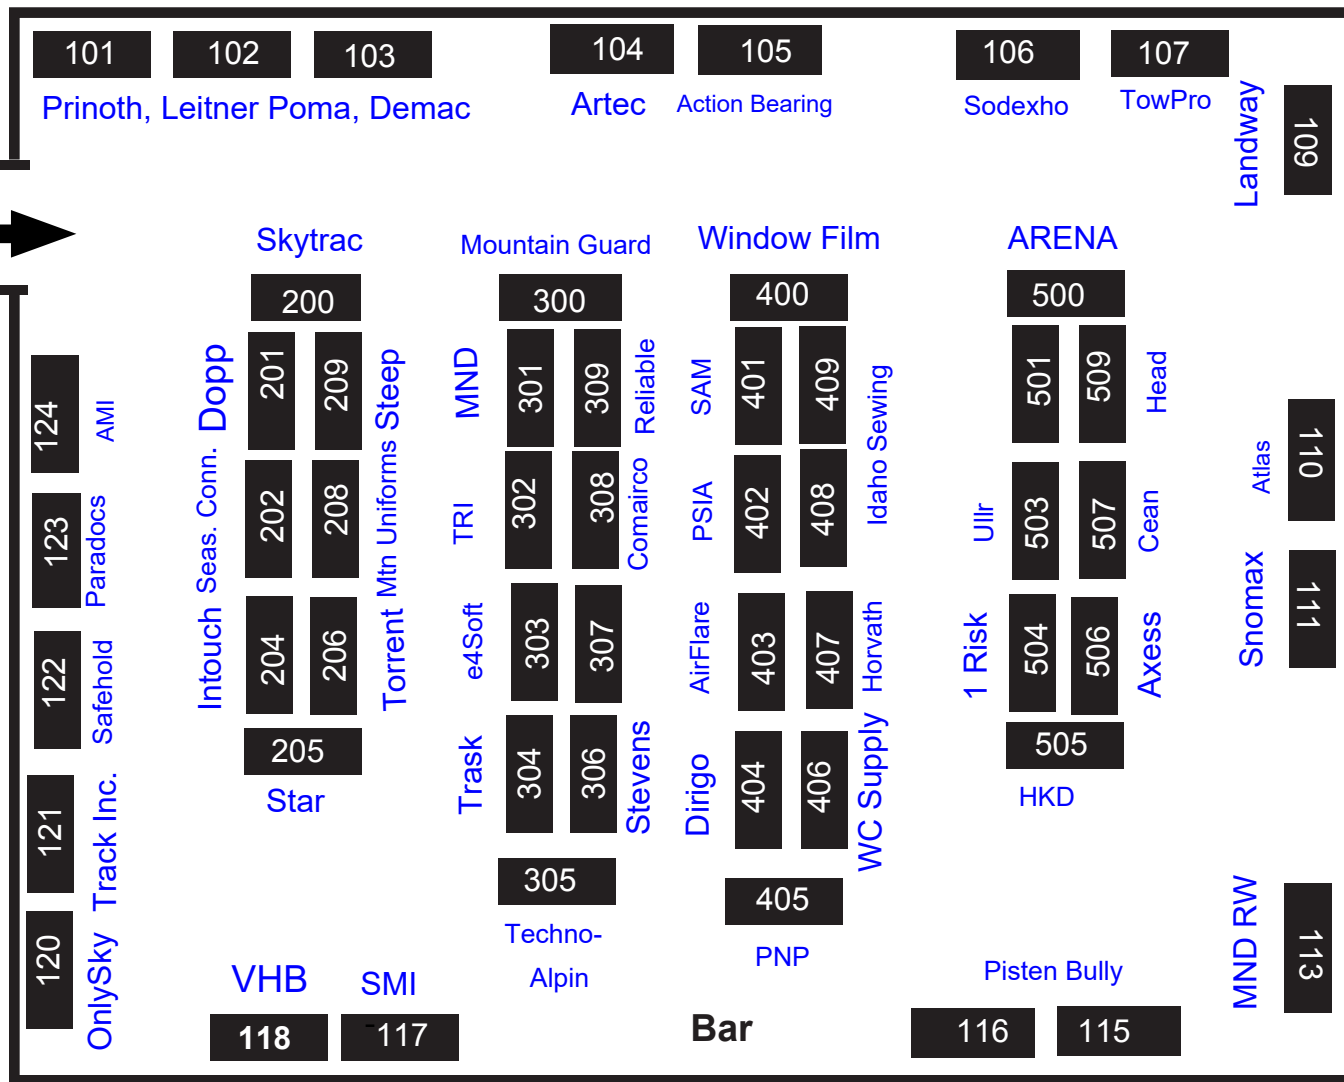 101 102 103 104 105 106 107
Prinoth, Leitner Poma, Demac
Artec
Action Bearing
Sodexho
TowPro
Landway
109
Skytrac
Mountain Guard
Window Film
ARENA
200
300
400
500
124
AMI
Dopp
201
209
Steep
MND
301
309
Reliable
SAM
401
409
Idaho Sewing
501
509
Head
Atlas
110
123
Paradocs
Seas. Conn.
202
208
Mtn Uniforms
TRI
302
308
Comairco
PSIA
402
408
Ullr
503
507
Cean
Snomax
111
122
Safehold
Intouch
204
206
Torrent
e4Soft
303
307
AirFlare
403
407
Horvath
1 Risk
504
506
Axess
205
Star
505
HKD
121
Track Inc.
Trask
304
306
Stevens
Dirigo
404
406
WC Supply
305
Techno-
Alpin
405
PNP
120
OnlySky
VHB
SMI
118
-117
Bar
Pisten Bully
116
115
MND RW
113